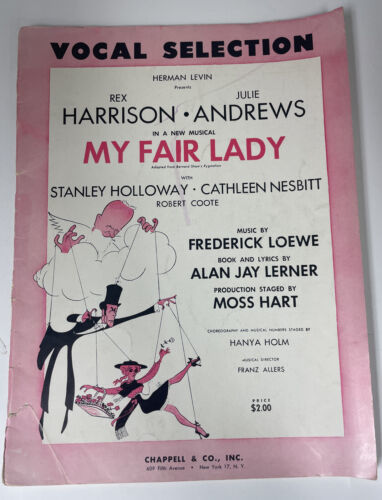 VOCAL SELECTION
HERMAN LEVIN
Presents
REX JULIE
HARRISON · ANDREWS
IN A NEW MUSICAL
MY FAIR LADY
Adapted from Bernard Shaw's Pygmalion
WITH
STANLEY HOLLOWAY · CATHLEEN NESBITT
ROBERT COOTE
MUSIC BY
FREDERICK LOEWE
BOOK AND LYRICS BY
ALAN JAY LERNER
PRODUCTION STAGED BY
MOSS HART
CHOREOGRAPHY AND MUSICAL NUMBERS STAGED BY
HANYA HOLM
MUSICAL DIRECTOR
FRANZ ALLERS
PRICE
$2.00
CHAPPELL & CO., INC.
609 Fifth Avenue · New York 17, N. Y.